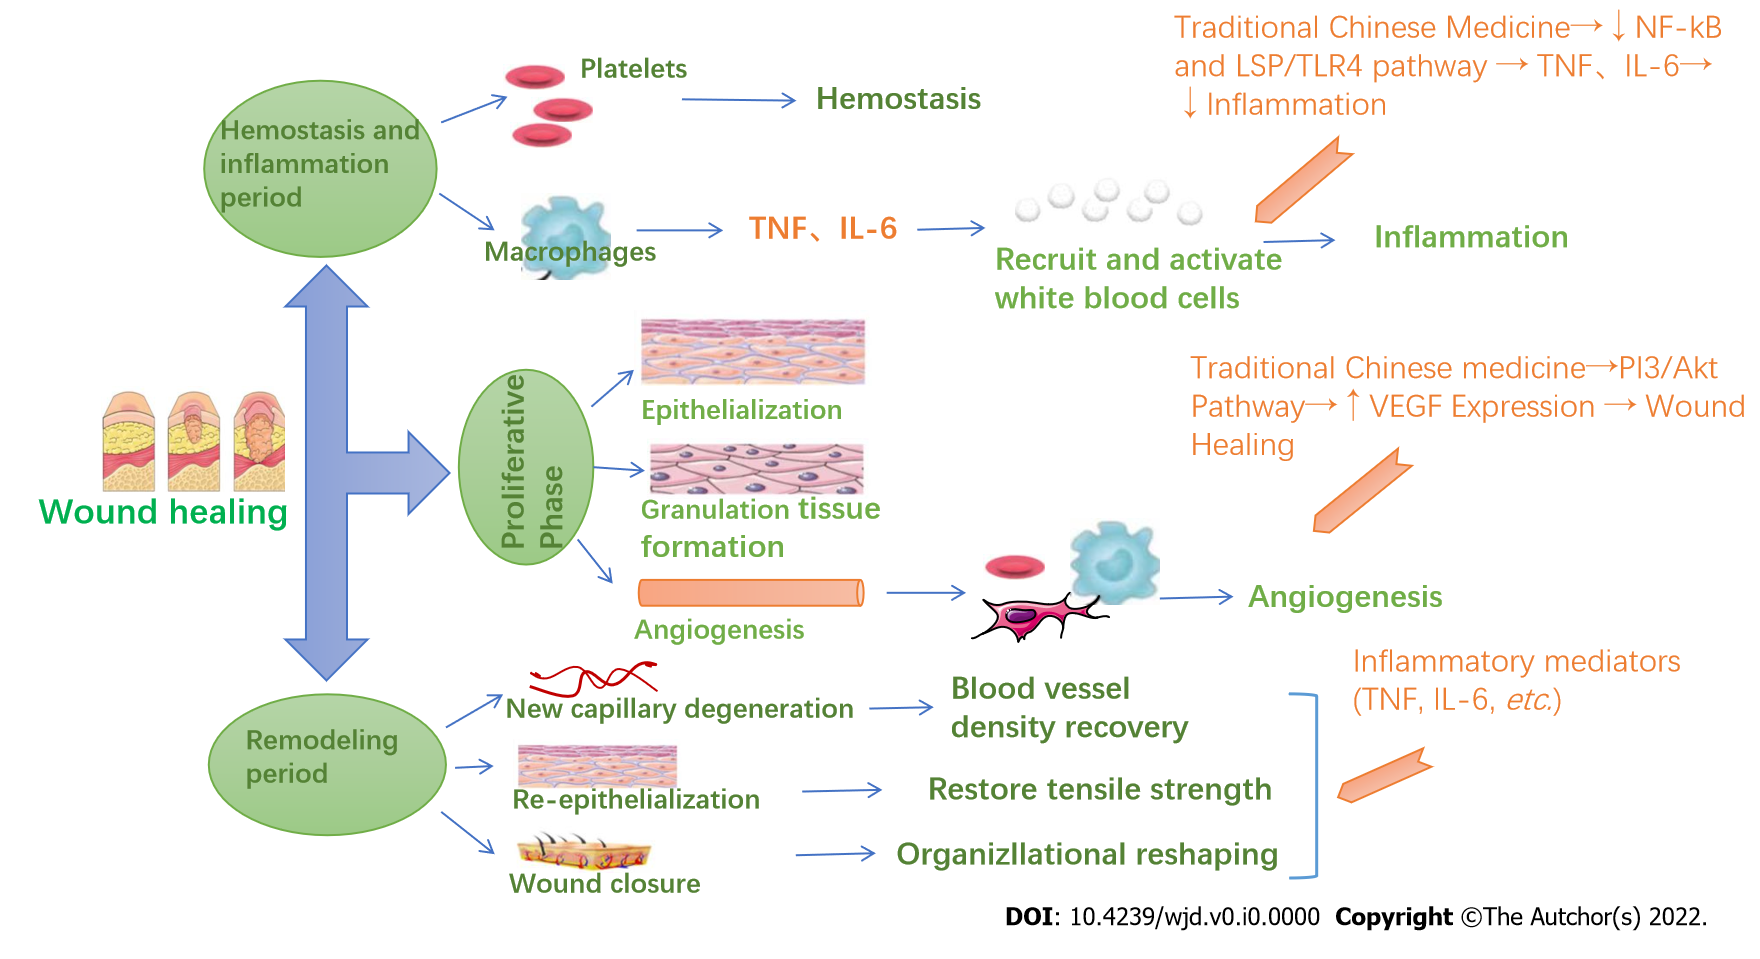 Traditional Chinese Medicine→↓NF-kB
and LSP/TLR4 pathway→TNF、IL-6→
↓Inflammation
Platelets
Hemostasis
Hemostasis and
inflammation
period
Macrophages
TNF、IL-6
Recruit and activate
white blood cells
Inflammation
Wound healing
Proliferative
Phase
Epithelialization
Granulation tissue
formation
Angiogenesis
Traditional Chinese medicine→PI3/Akt
Pathway→↑VEGF Expression→Wound
Healing
Angiogenesis
Remodeling
period
New capillary degeneration
Blood vessel
density recovery
Re-epithelialization
Restore tensile strength
Wound closure
Organizllational reshaping
Inflammatory mediators
(TNF, IL-6, etc.)
DOI: 10.4239/wjd.v0.i0.0000 Copyright ©The Autchor(s) 2022.